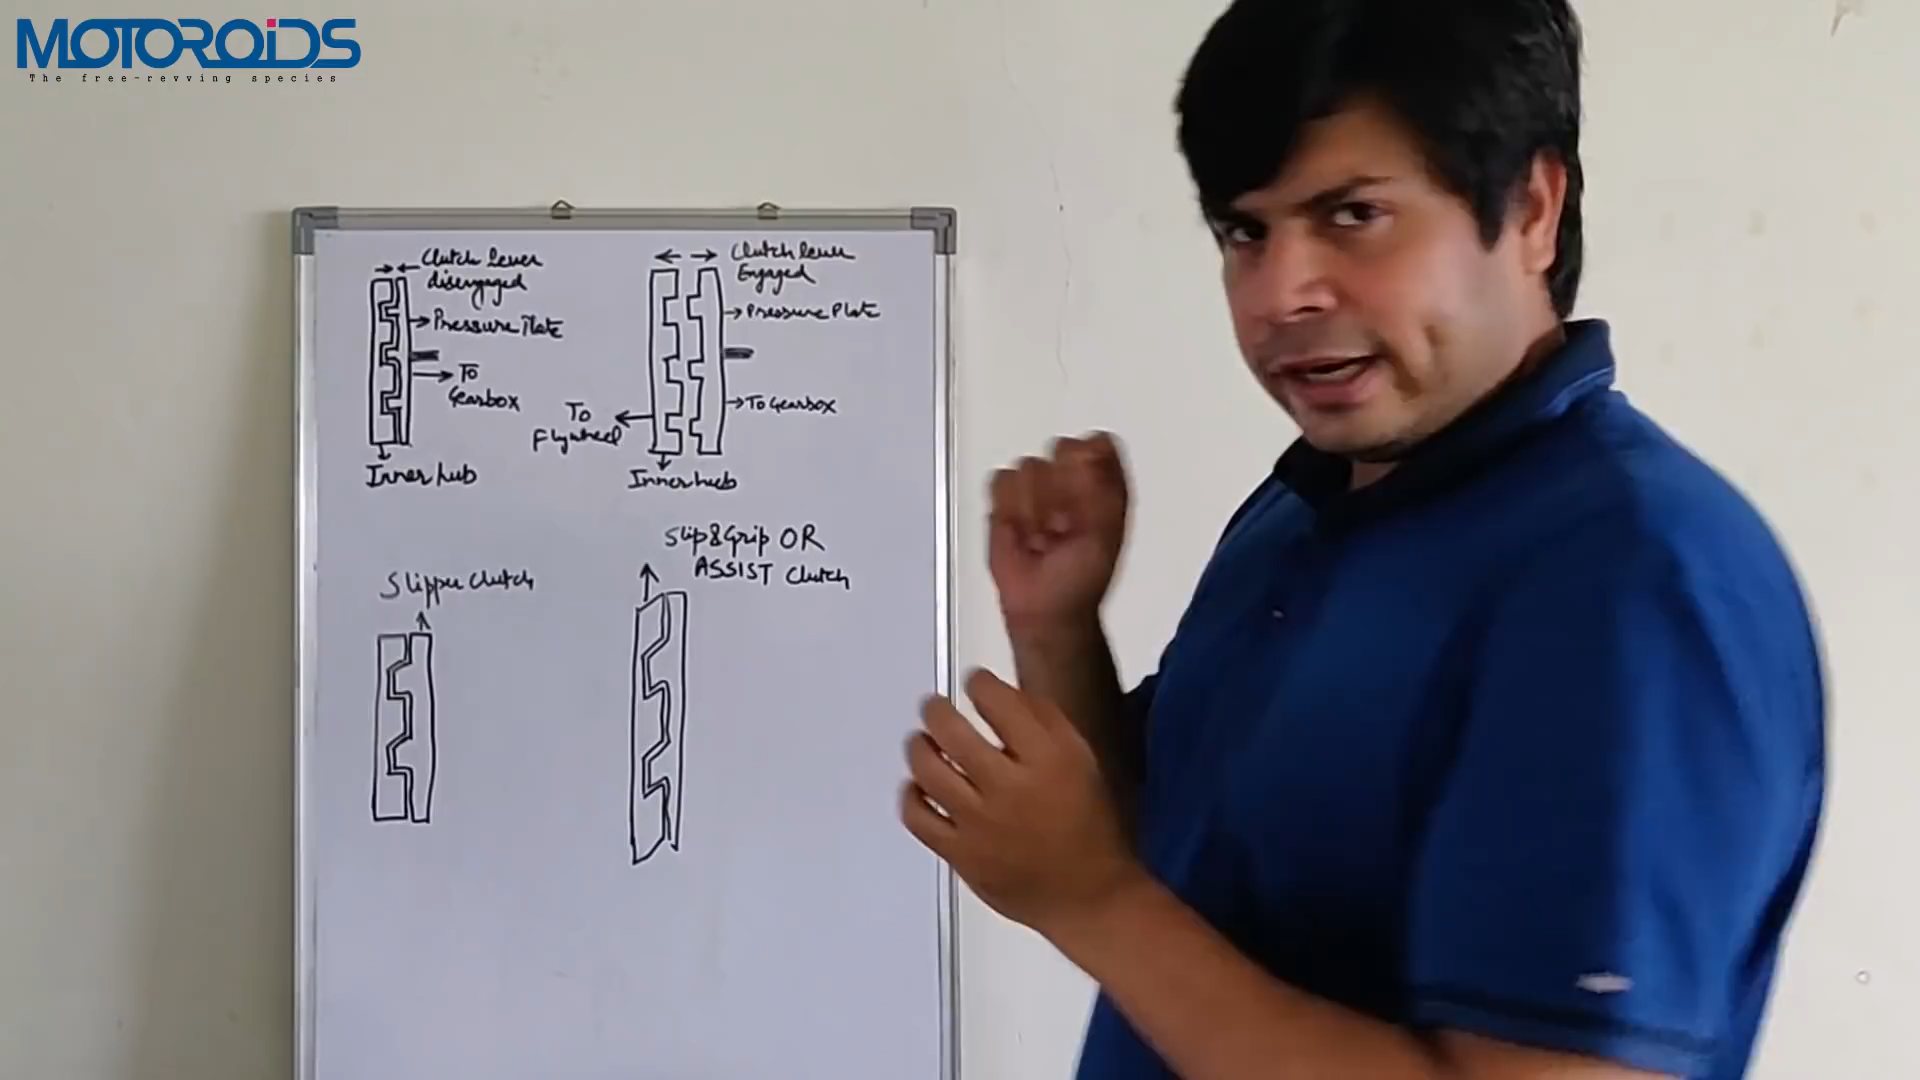 MOTOROiDS
The free-revving species
Clutch lever
disengaged
Pressure Plate
To
Gearbox
Inner hub
Clutch lever
Engaged
Pressure Plate
To
Flywheel
To Gearbox
Inner hub
Slipper clutch
Slip & Grip OR
ASSIST Clutch